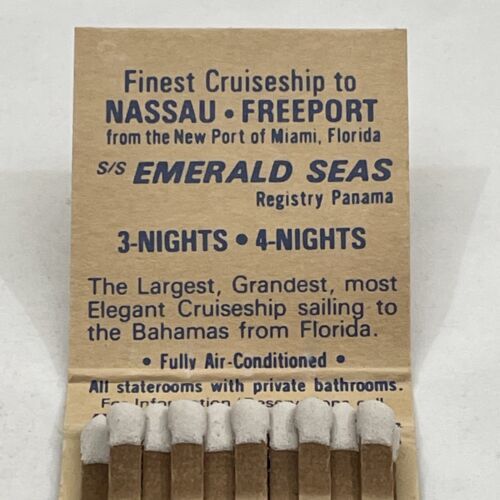 Finest Cruiseship to
NASSAU • FREEPORT
from the New Port of Miami, Florida
S/S EMERALD SEAS
Registry Panama
3-NIGHTS • 4-NIGHTS
The Largest, Grandest, most
Elegant Cruiseship sailing to
the Bahamas from Florida.
• Fully Air-Conditioned •
All staterooms with private bathrooms.
For Information